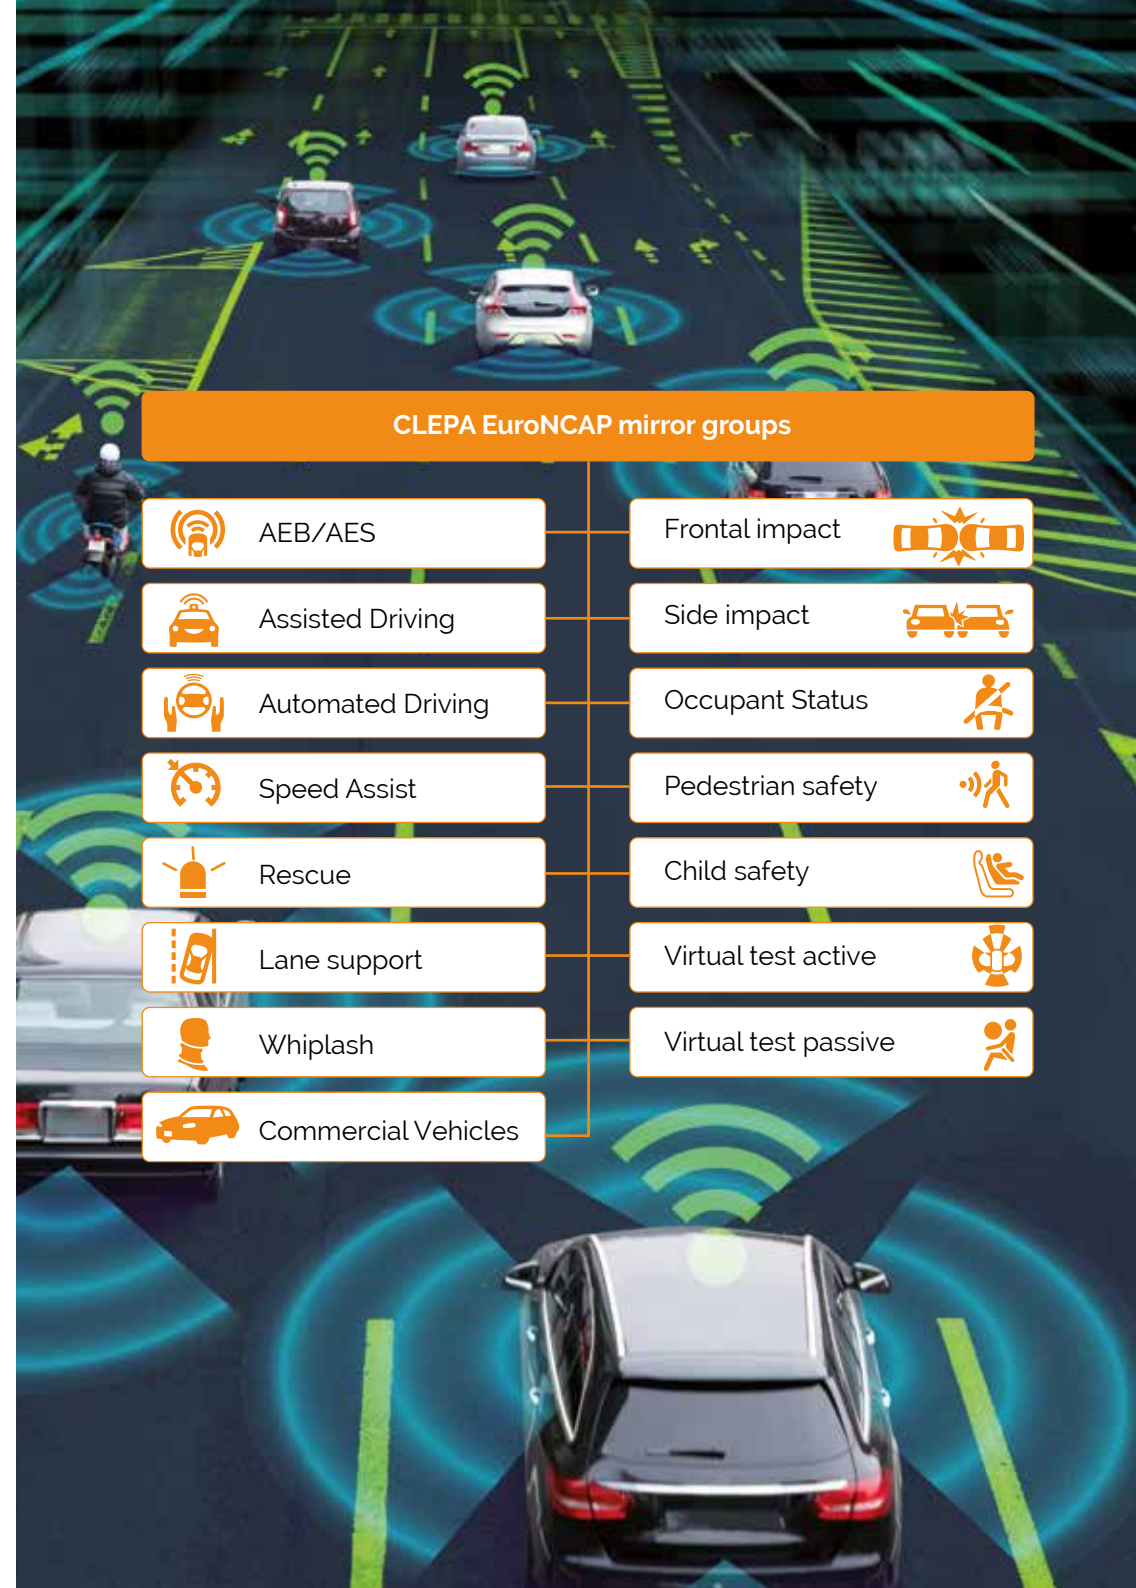 CLEPA EuroNCAP mirror groups
AEB/AES
Assisted Driving
Automated Driving
Speed Assist
Rescue
Lane support
Whiplash
Commercial Vehicles
Frontal impact
Side impact
Occupant Status
Pedestrian safety
Child safety
Virtual test active
Virtual test passive